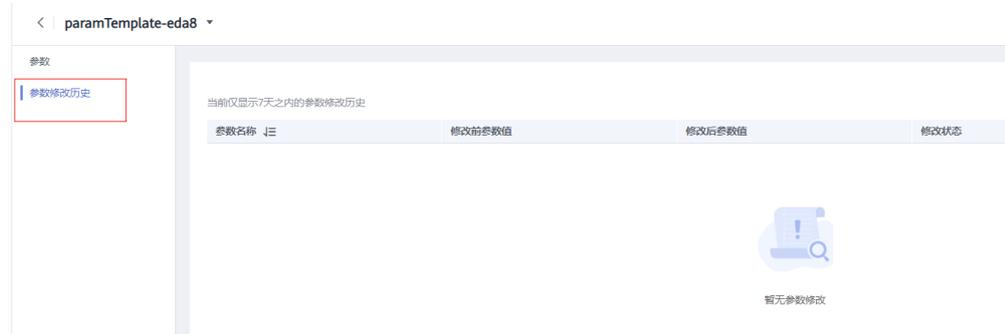 paramTemplate-eda8
参数
参数修改历史
当前仅显示7天之内的参数修改历史
参数名称 修改前参数值 修改后参数值 修改状态
暂无参数修改